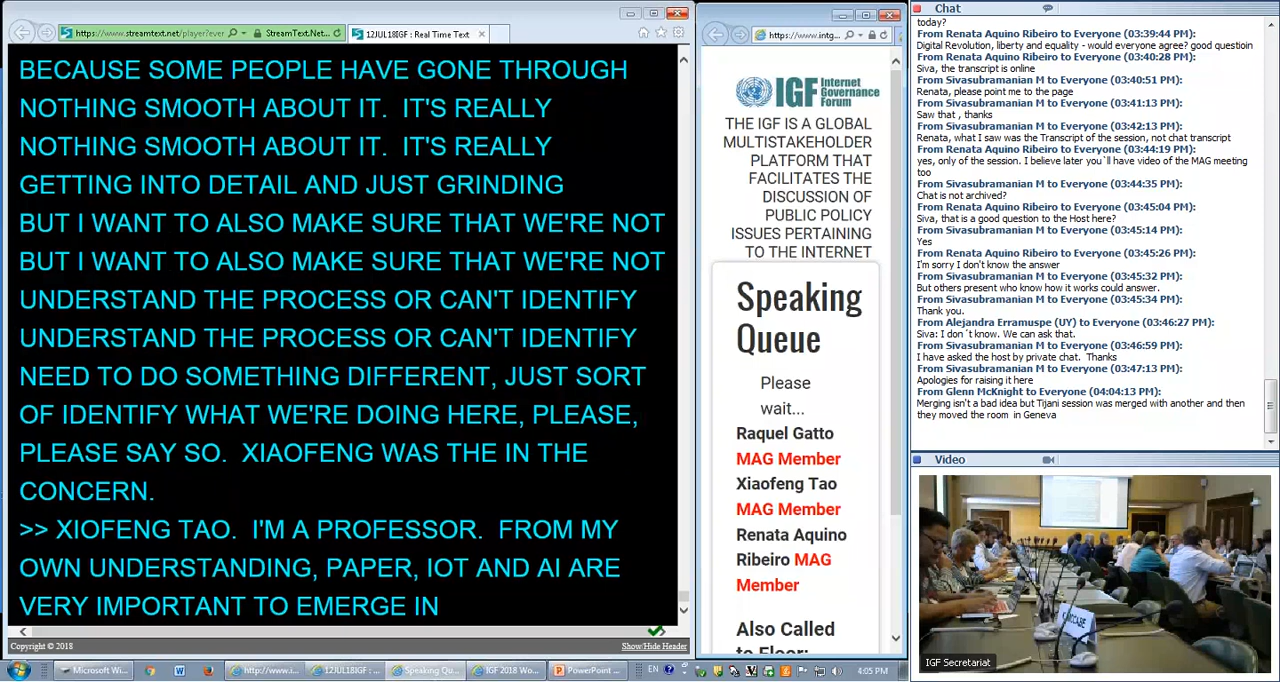 https://www.streamtext.net/player?ever
StreamText.Net...
12JUL18IGF : Real Time Text
BECAUSE SOME PEOPLE HAVE GONE THROUGH
NOTHING SMOOTH ABOUT IT. IT'S REALLY
NOTHING SMOOTH ABOUT IT. IT'S REALLY
GETTING INTO DETAIL AND JUST GRINDING
BUT I WANT TO ALSO MAKE SURE THAT WE'RE NOT
BUT I WANT TO ALSO MAKE SURE THAT WE'RE NOT
UNDERSTAND THE PROCESS OR CAN'T IDENTIFY
UNDERSTAND THE PROCESS OR CAN'T IDENTIFY
NEED TO DO SOMETHING DIFFERENT, JUST SORT
OF IDENTIFY WHAT WE'RE DOING HERE, PLEASE,
PLEASE SAY SO. XIAOFENG WAS THE IN THE
CONCERN.
>> XIOFENG TAO. I'M A PROFESSOR. FROM MY
OWN UNDERSTANDING, PAPER, IOT AND AI ARE
VERY IMPORTANT TO EMERGE IN
Copyright © 2018
Show/Hide Header
https://www.intg
IGF Internet
Governance
Forum
THE IGF IS A GLOBAL
MULTISTAKEHOLDER
PLATFORM THAT
FACILITATES THE
DISCUSSION OF
PUBLIC POLICY
ISSUES PERTAINING
TO THE INTERNET
Speaking
Queue
Please
wait...
Raquel Gatto
MAG Member
Xiaofeng Tao
MAG Member
Renata Aquino
Ribeiro MAG
Member
Also Called
to Floor:
Chat
today?
From Renata Aquino Ribeiro to Everyone (03:39:44 PM):
Digital Revolution, liberty and equality - would everyone agree? good question
From Renata Aquino Ribeiro to Everyone (03:40:28 PM):
Siva, the transcript is online
From Sivasubramanian M to Everyone (03:40:51 PM):
Renata, please point me to the page
From Sivasubramanian M to Everyone (03:41:13 PM):
Saw that , thanks
From Sivasubramanian M to Everyone (03:42:13 PM):
Renata, what I saw was the Transcript of the session, not chat transcript
From Renata Aquino Ribeiro to Everyone (03:44:19 PM):
yes, only of the session. I believe later you`ll have video of the MAG meeting
too
From Sivasubramanian M to Everyone (03:44:35 PM):
Chat is not archived?
From Renata Aquino Ribeiro to Everyone (03:45:04 PM):
Siva, that is a good question to the Host here?
From Sivasubramanian M to Everyone (03:45:14 PM):
Yes
From Renata Aquino Ribeiro to Everyone (03:45:26 PM):
I'm sorry I don't know the answer
From Sivasubramanian M to Everyone (03:45:32 PM):
But others present who know how it works could answer.
From Sivasubramanian M to Everyone (03:45:34 PM):
Thank you.
From Alejandra Erramuspe (UY) to Everyone (03:46:27 PM):
Siva: I don´t know. We can ask that.
From Sivasubramanian M to Everyone (03:46:59 PM):
I have asked the host by private chat. Thanks
From Sivasubramanian M to Everyone (03:47:13 PM):
Apologies for raising it here
From Glenn McKnight to Everyone (04:04:13 PM):
Merging isn't a bad idea but Tijani session was merged with another and then
they moved the room in Geneva
Video
IGF Secretariat
Microsoft Wi...
http://www.i...
12JUL18IGF : ...
Speaking Qu...
IGF 2018 Wo...
PowerPoint ...
EN
4:05 PM